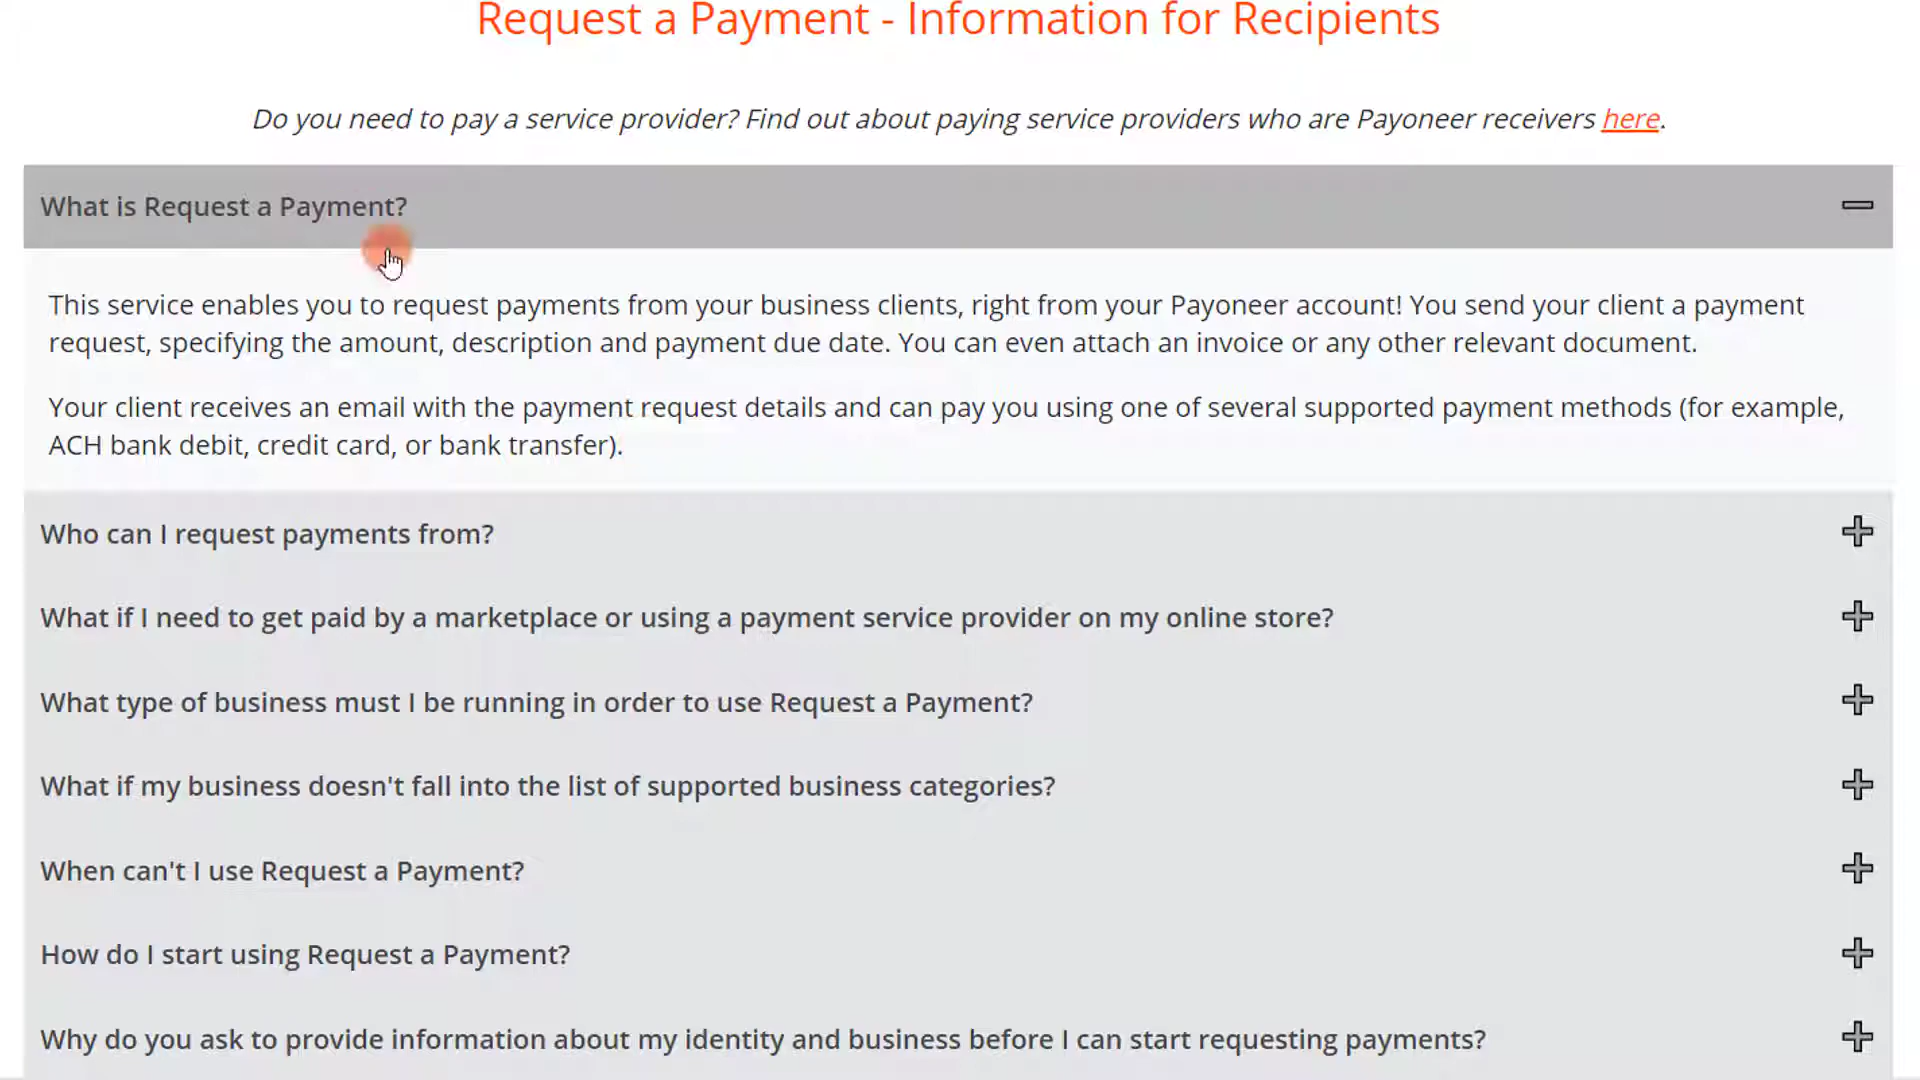 Request a Payment - Information for Recipients
Do you need to pay a service provider? Find out about paying service providers who are Payoneer receivers here.
What is Request a Payment?
This service enables you to request payments from your business clients, right from your Payoneer account! You send your client a payment
request, specifying the amount, description and payment due date. You can even attach an invoice or any other relevant document.
Your client receives an email with the payment request details and can pay you using one of several supported payment methods (for example,
ACH bank debit, credit card, or bank transfer).
Who can I request payments from?
What if I need to get paid by a marketplace or using a payment service provider on my online store?
What type of business must I be running in order to use Request a Payment?
What if my business doesn't fall into the list of supported business categories?
When can't I use Request a Payment?
How do I start using Request a Payment?
Why do you ask to provide information about my identity and business before I can start requesting payments?